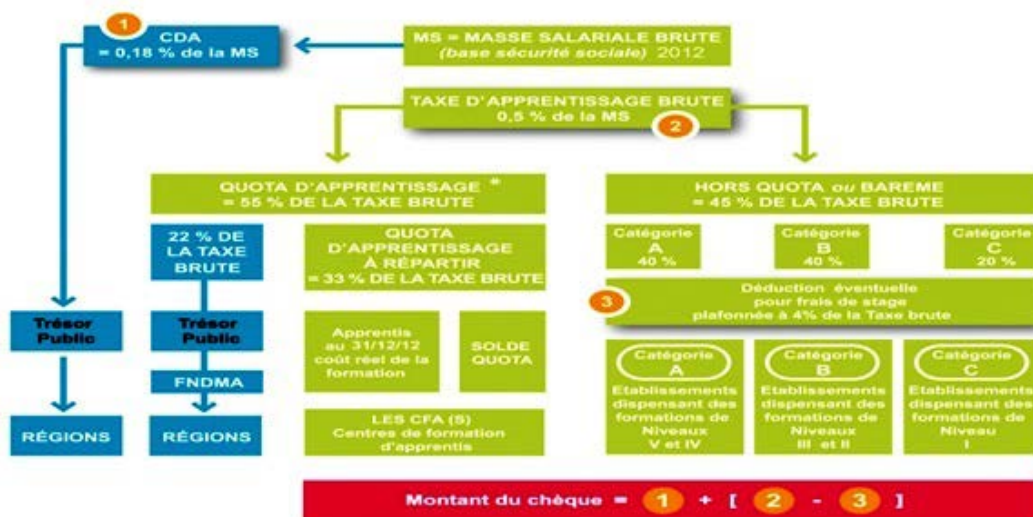 1
CDA
= 0,18 % de la MS
MS = MASSE SALARIALE BRUTE
(base sécurité sociale) 2012
TAXE D'APPRENTISSAGE BRUTE
0,5 % de la MS
2
QUOTA D'APPRENTISSAGE *
= 55 % DE LA TAXE BRUTE
HORS QUOTA ou BAREME
= 45 % DE LA TAXE BRUTE
22 % DE
LA TAXE
BRUTE
QUOTA
D'APPRENTISSAGE
À RÉPARTIR
= 33 % DE LA TAXE BRUTE
Catégorie
A
40 %
Catégorie
B
40 %
Catégorie
C
20 %
3
Déduction éventuelle
pour frais de stage
plafonnée à 4% de la Taxe brute
Trésor
Public
Trésor
Public
Apprentis
au 31/12/12
coût réel de la
formation
SOLDE
QUOTA
Catégorie
A
Etablissements
dispensant des
formations de
Niveaux
V et IV
Catégorie
B
Etablissements
dispensant des
formations de
Niveaux
III et II
Catégorie
C
Etablissements
dispensant des
formations de
Niveau
I
FNDMA
RÉGIONS
RÉGIONS
LES CFA (S)
Centres de formation
d'apprentis
Montant du chèque = 1 + [ 2 - 3 ]